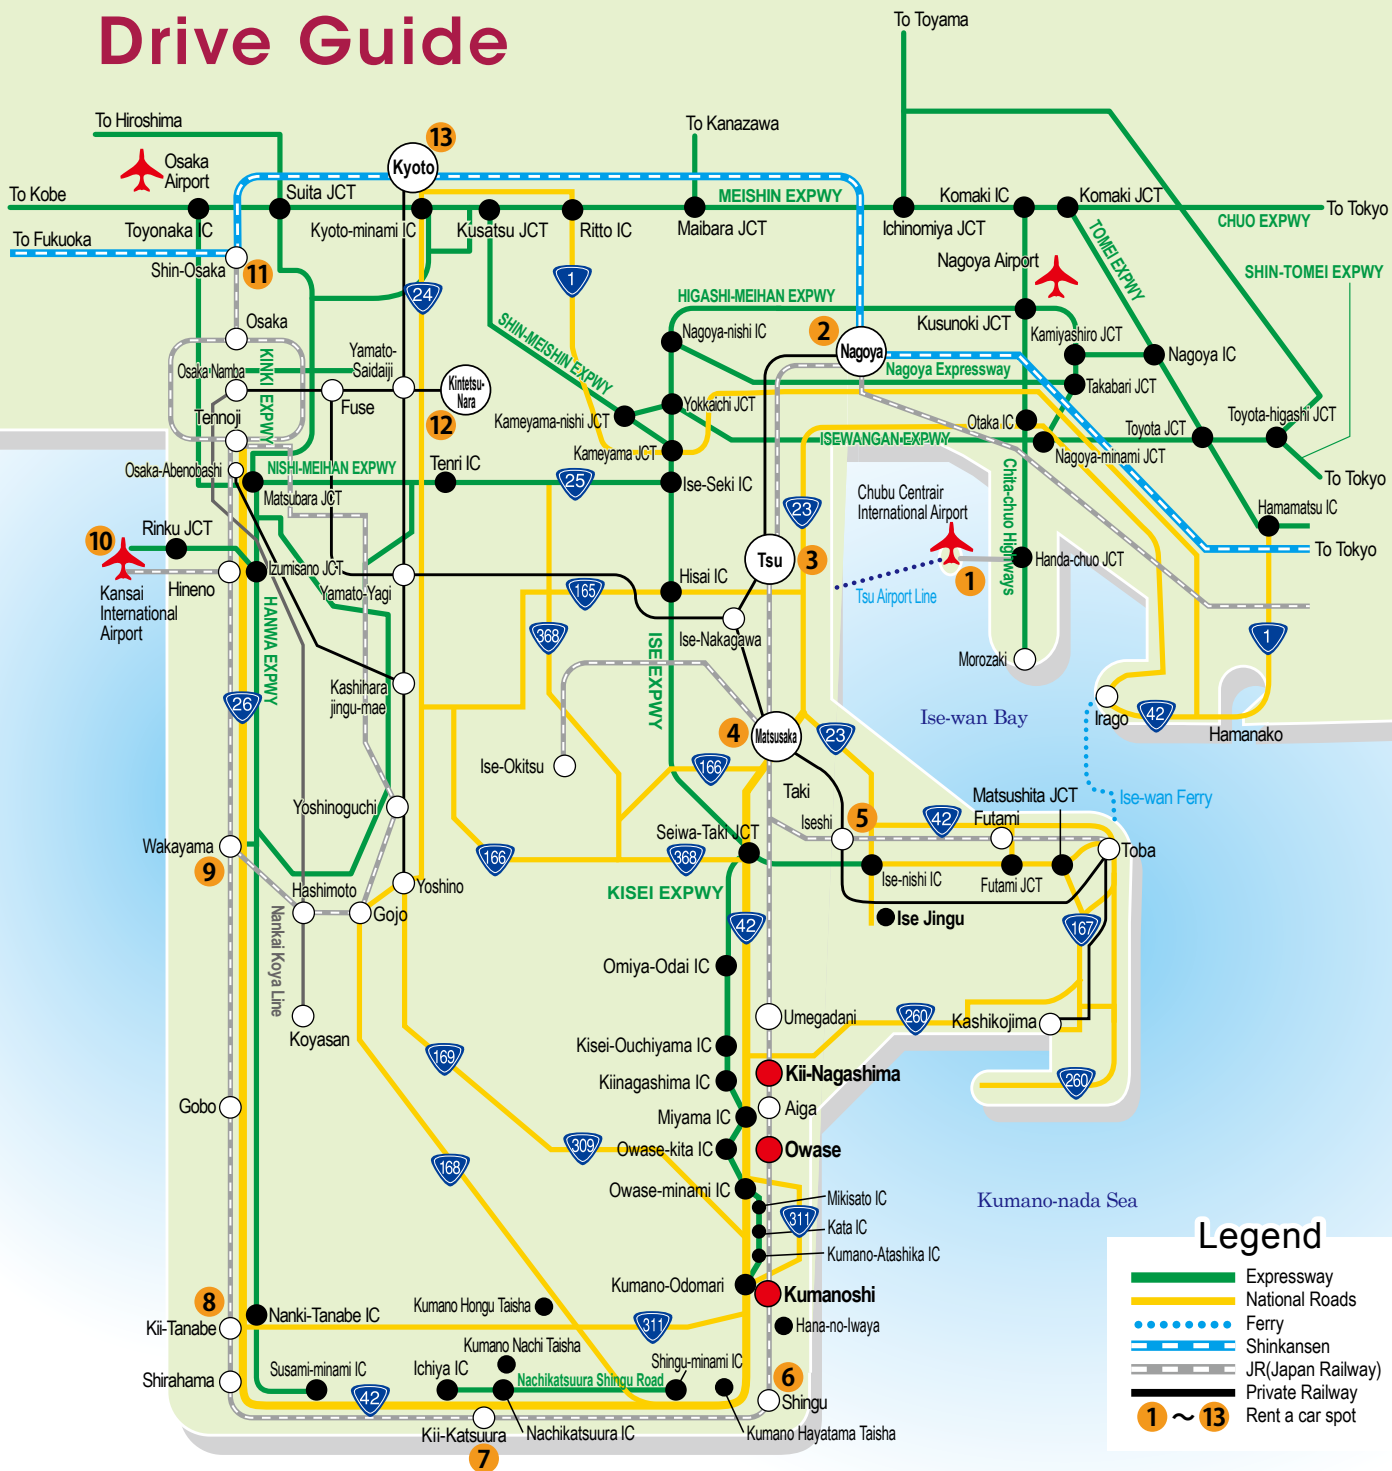 Drive Guide
To Toyama
To Hiroshima
13
To Kanazawa
Osaka
Airport
Kyoto
To Kobe
Suita JCT
MEISHIN EXPWY
Komaki IC
Komaki JCT
To Tokyo
CHUO EXPWY
Toyonaka IC
Kyoto-minami IC
Kusatsu JCT
Ritto IC
Maibara JCT
Ichinomiya JCT
To Fukuoka
Shin-Osaka
11
24
1
Nagoya Airport
TOMEI EXPWY
SHIN-TOMEI EXPWY
HIGASHI-MEIHAN EXPWY
Osaka
SHIN-MEISHIN EXPWY
Nagoya-nishi IC
2
Nagoya
Kusunoki JCT
Kamiyashiro JCT
Nagoya IC
Yamato-
Saidaiji
KINKI EXPWY
Osaka Namba
Fuse
Kintetsu-
Nara
12
Nagoya Expressway
Takabari JCT
Tennoji
Kameyama-nishi JCT
Yokkaichi JCT
ISEWANGAN EXPWY
Otaka IC
Toyota JCT
Toyota-higashi JCT
Kameyama JCT
Nagoya-minami JCT
Osaka-Abenobashi
NISHI-MEIHAN EXPWY
Tenri IC
25
Ise-Seki IC
To Tokyo
Matsubara JCT
Chubu Centrair
International Airport
Chita-chuo Highways
Hamamatsu IC
23
10
Rinku JCT
To Tokyo
Izumisano JCT
Hineno
Kansai
International
Airport
Yamato-Yagi
Tsu
3
1
Handa-chuo JCT
Hisai IC
165
Tsu Airport Line
HANWA EXPWY
368
ISE EXPWY
Ise-Nakagawa
1
Morozaki
Kashihara
jingu-mae
26
Irago
42
Ise-wan Bay
Hamanako
4
Matsusaka
23
Ise-Okitsu
166
Taki
Matsushita JCT
Ise-wan Ferry
Yoshinoguchi
Iseshi
5
42
Futami
Wakayama
9
Seiwa-Taki JCT
Toba
166
368
Ise-nishi IC
Futami JCT
Hashimoto
Yoshino
KISEI EXPWY
Gojo
Ise Jingu
42
167
Nankai Koya Line
Omiya-Odai IC
Koyasan
Umegadani
260
Kashikojima
169
Kisei-Ouchiyama IC
Kiinagashima IC
Kii-Nagashima
260
Gobo
Miyama IC
Aiga
309
Owase-kita IC
Owase
168
Owase-minami IC
Mikisato IC
Kumano-nada Sea
311
Kata IC
Kumano-Atashika IC
Kumano-Odomari
Kumanoshi
8
Kii-Tanabe
Nanki-Tanabe IC
Kumano Hongu Taisha
311
Hana-no-Iwaya
Kumano Nachi Taisha
Shirahama
Susami-minami IC
Ichiya IC
Nachikatsuura Shingu Road
Shingu-minami IC
6
Shingu
42
Kii-Katsuura
7
Nachikatsuura IC
Kumano Hayatama Taisha
Legend
Expressway
National Roads
Ferry
Shinkansen
JR(Japan Railway)
Private Railway
1 ～ 13 Rent a car spot